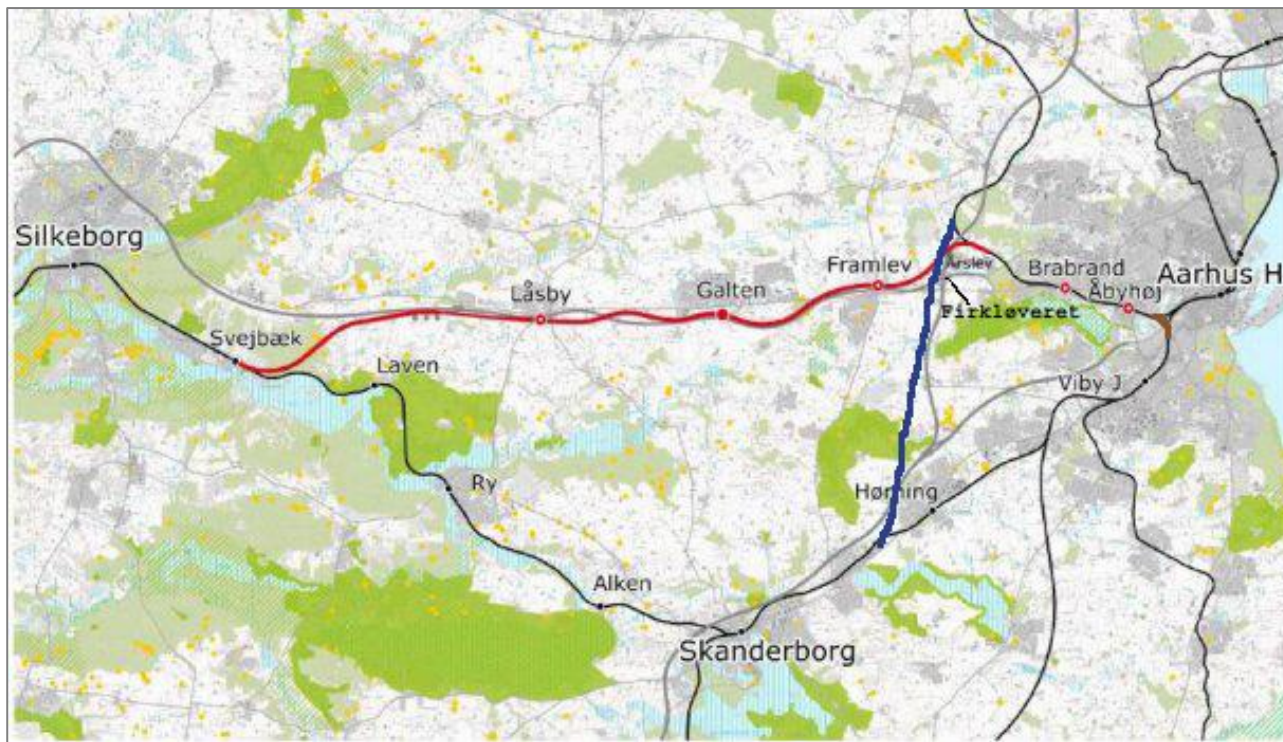 Silkeborg
Svejbæk
Laven
Ry
Alken
Skanderborg
Låsby
Galten
Framlev
Årslev
Firkløveret
Brabrand
Åbyhøj
Aarhus H
Viby J
Hørning